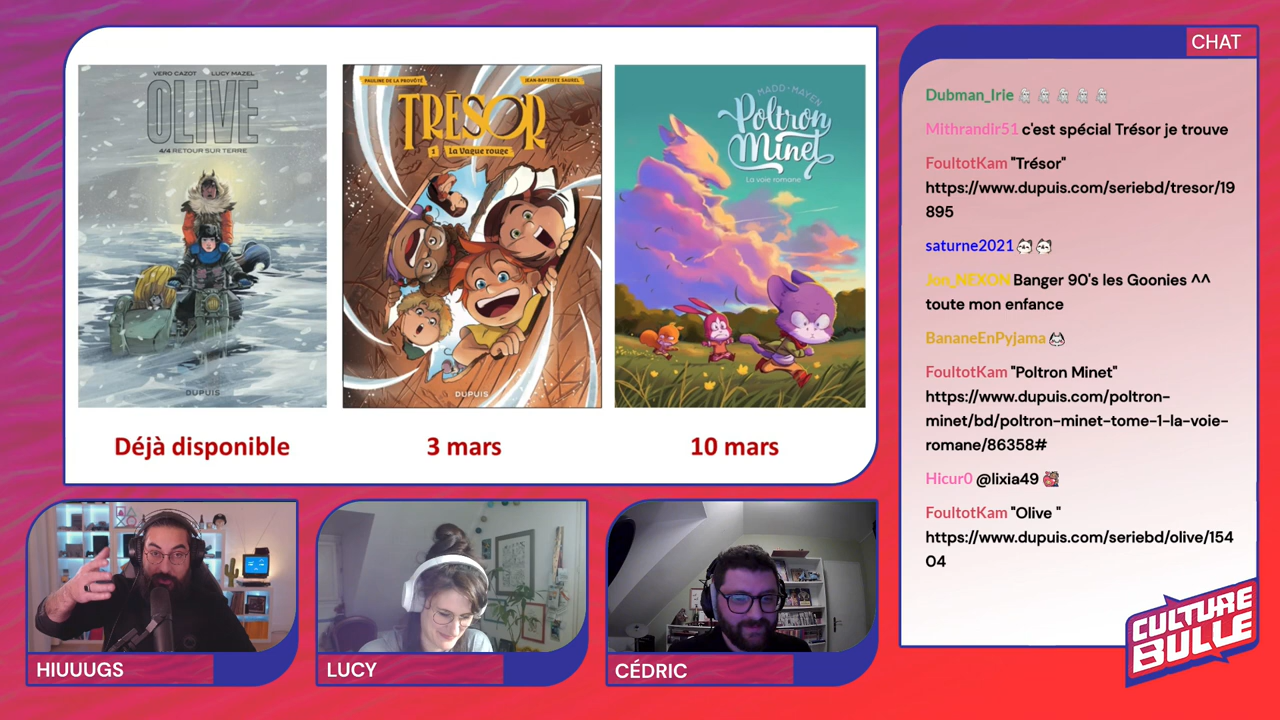 VERO CAZOT LUCY MAZEL
OLIVE
4/4 RETOUR SUR TERRE
DUPUIS
PAULINE DE LA PROVÔTÉ JEAN-BAPTISTE SAUREL
TRÉSOR
1 La Vague rouge
DUPUIS
MADD • MAYEN
Poltron
Minet
La voie romane
Déjà disponible
3 mars
10 mars
HIUUUGS
LUCY
CÉDRIC
CHAT
Dubman_Irie
Mithrandir51 c'est spécial Trésor je trouve
FoultotKam "Trésor"
https://www.dupuis.com/seriebd/tresor/19
895
saturne2021
Jon_NEXON Banger 90's les Goonies ^^
toute mon enfance
BananeEnPyjama
FoultotKam "Poltron Minet"
https://www.dupuis.com/poltron-
minet/bd/poltron-minet-tome-1-la-voie-
romane/86358#
Hicur0 @lixia49
FoultotKam "Olive "
https://www.dupuis.com/seriebd/olive/154
04
CULTURE
BULLE